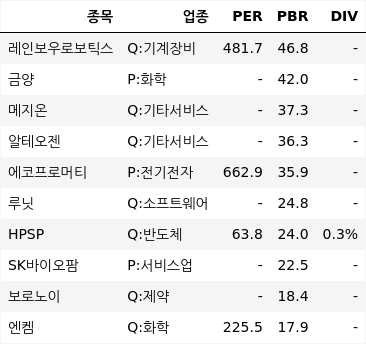 종목 업종 PER PBR DIV
레인보우로보틱스 Q:기계장비 481.7 46.8 -
금양 P:화학 - 42.0 -
메지온 Q:기타서비스 - 37.3 -
알테오젠 Q:기타서비스 - 36.3 -
에코프로머티 P:전기전자 662.9 35.9 -
루닛 Q:소프트웨어 - 24.8 -
HPSP Q:반도체 63.8 24.0 0.3%
SK바이오팜 P:서비스업 - 22.5 -
보로노이 Q:제약 - 18.4 -
엔켐 Q:화학 225.5 17.9 -